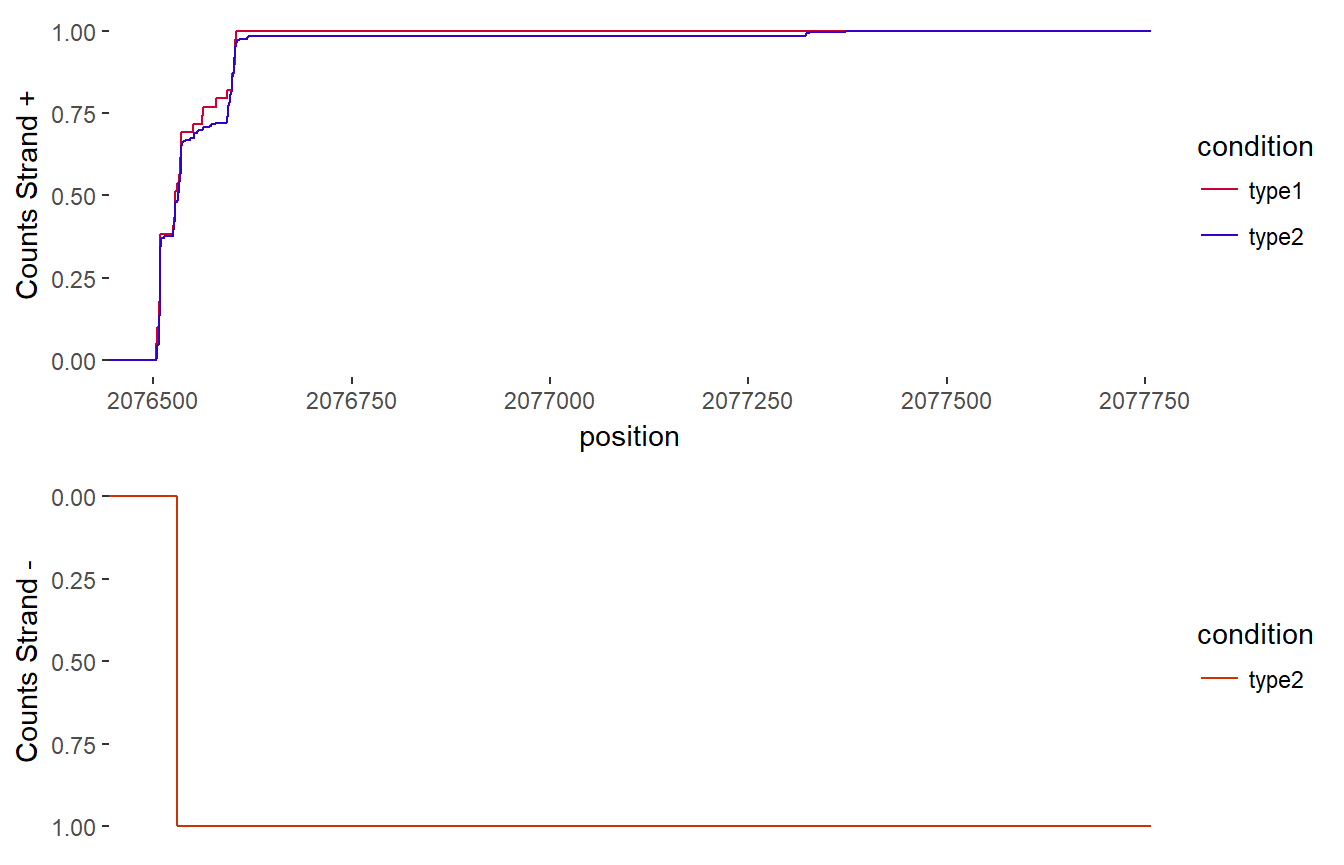 1.00
0.75
0.50
0.25
0.00
Counts Strand +
2076500 2076750 2077000 2077250 2077500 2077750
position
condition
type1
type2
0.00
0.25
0.50
0.75
1.00
Counts Strand -
condition
type2